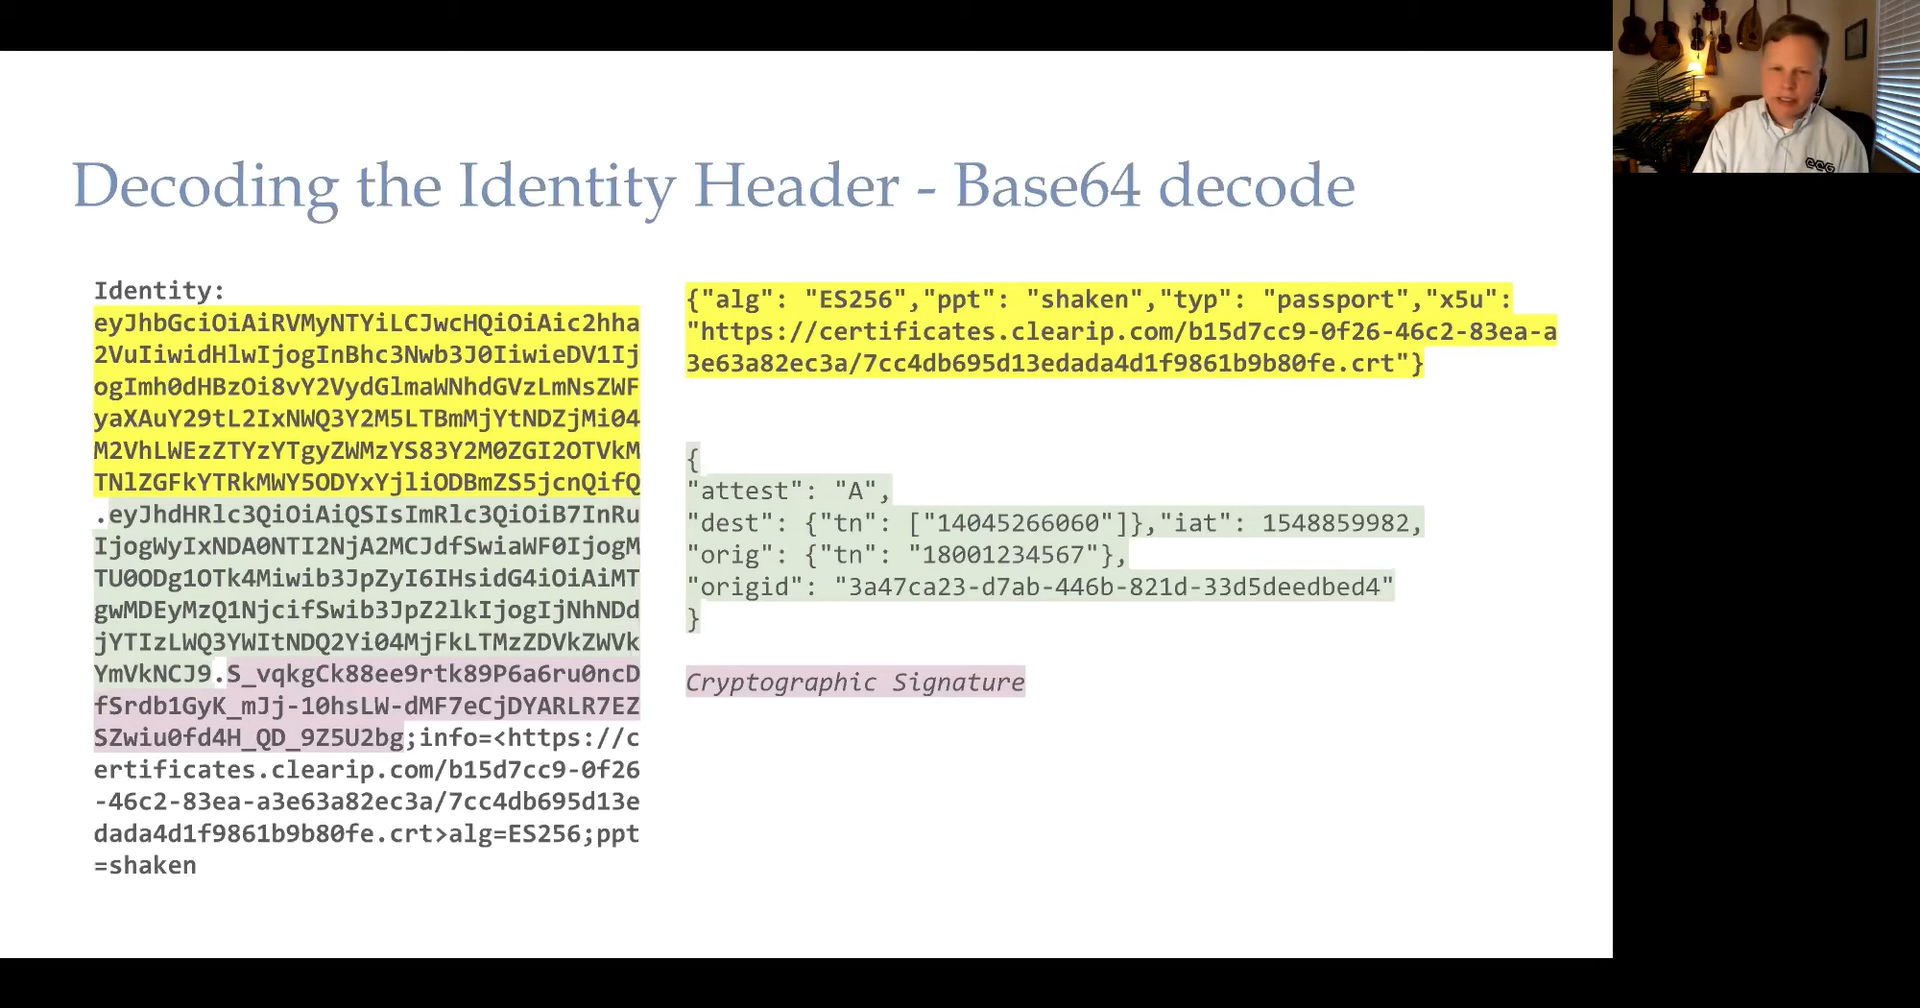 Decoding the Identity Header - Base64 decode
Identity:
eyJhbGciOiAiRVMyNTYiLCJwcHQiOiAic2hha
2VuIiwidHlwIjogInBhc3Nwb3J0IiwieDV1Ij
ogImh0dHBzOi8vY2VydGlmaWNhdGVzLmNsZWF
yaXAuY29tL2IxNWQ3Y2M5LTBmMjYtNDZjMi04
M2VhLWEzZTYzYTgyZWMzYS83Y2M0ZGI2OTVkM
TNlZGFkYTRkMWY5ODYxYjliODBmZS5jcnQifQ
.eyJhdHRlc3QiOiAiQSIsImRlc3QiOiB7InRu
IjogWyIxNDA0NTI2NjA2MCJdfSwiaWF0IjogM
TU0ODg1OTk4Miwib3JpZyI6IHsidG4iOiAiMT
gwMDEyMzQ1NjcifSwib3JpZ2lkIjogIjNhNDd
jYTIzLWQ3YWItNDQ2Yi04MjFkLTMzZDVkZWVk
YmVkNCJ9.S_vqkgCk88ee9rtk89P6a6ru0ncD
fSrdb1GyK_mJj-10hsLW-dMF7eCjDYARLR7EZ
SZwiu0fd4H_QD_9Z5U2bg;info=<https://c
ertificates.clearip.com/b15d7cc9-0f26
-46c2-83ea-a3e63a82ec3a/7cc4db695d13e
dada4d1f9861b9b80fe.crt>alg=ES256;ppt
=shaken
{"alg": "ES256","ppt": "shaken","typ": "passport","x5u":
"https://certificates.clearip.com/b15d7cc9-0f26-46c2-83ea-a
3e63a82ec3a/7cc4db695d13edada4d1f9861b9b80fe.crt"}
{
"attest": "A",
"dest": {"tn": ["14045266060"]},"iat": 1548859982,
"orig": {"tn": "18001234567"},
"origid": "3a47ca23-d7ab-446b-821d-33d5deedbed4"
}
Cryptographic Signature